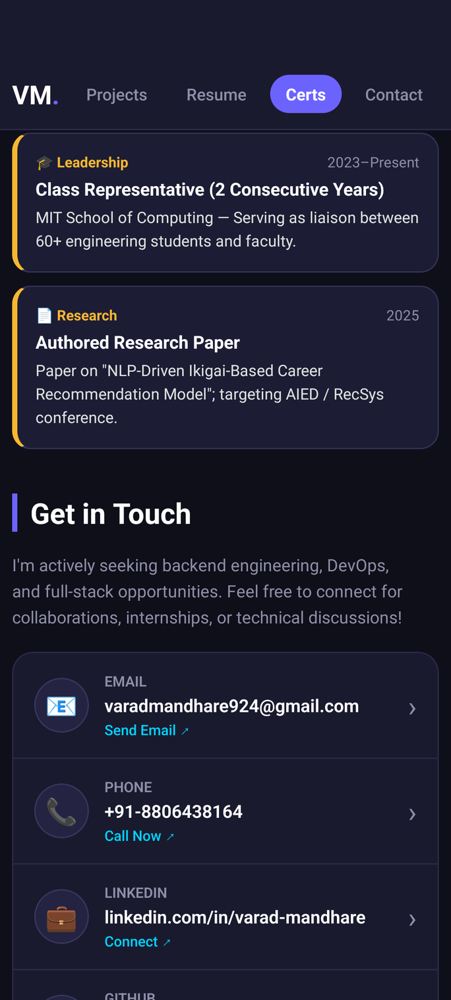 VM. Projects Resume Certs Contact
🎓 Leadership 2023–Present
Class Representative (2 Consecutive Years)
MIT School of Computing — Serving as liaison between
60+ engineering students and faculty.
📄 Research 2025
Authored Research Paper
Paper on "NLP-Driven Ikigai-Based Career
Recommendation Model"; targeting AIED / RecSys
conference.
Get in Touch
I'm actively seeking backend engineering, DevOps,
and full-stack opportunities. Feel free to connect for
collaborations, internships, or technical discussions!
EMAIL
varadmandhare924@gmail.com
Send Email ↗
PHONE
+91-8806438164
Call Now ↗
LINKEDIN
linkedin.com/in/varad-mandhare
Connect ↗
GITHUB